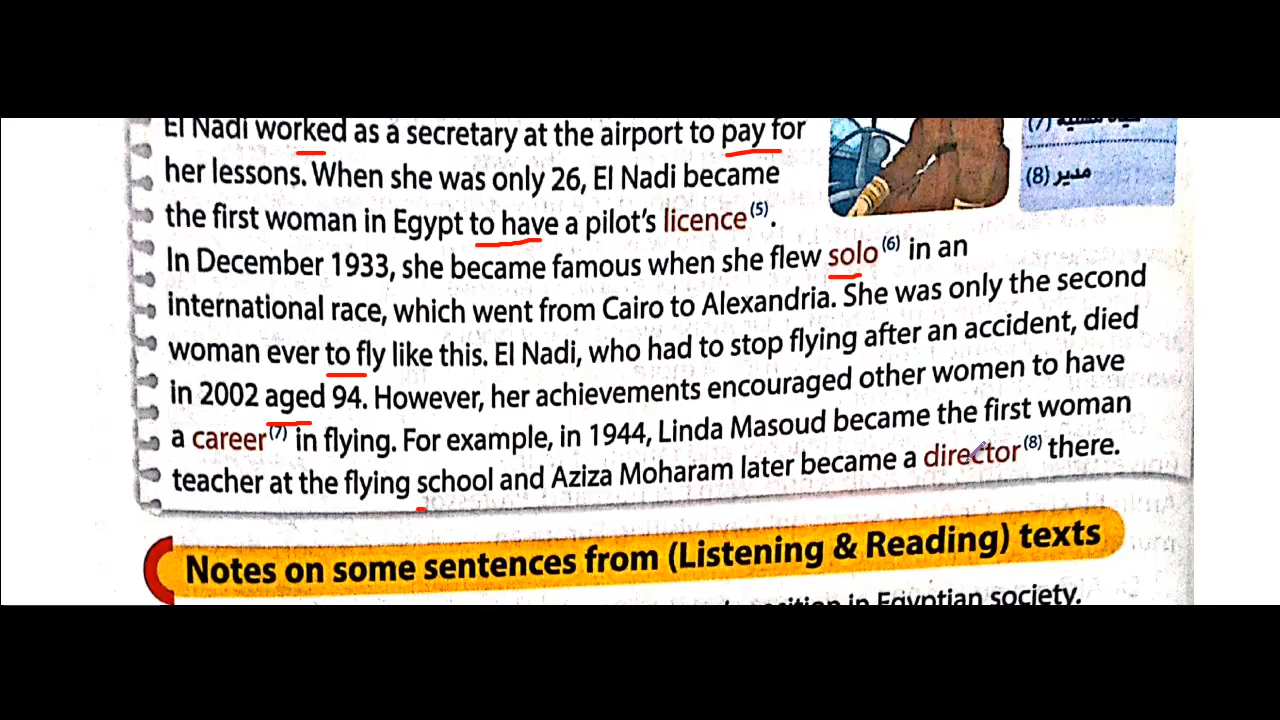 El Nadi worked as a secretary at the airport to pay for
her lessons. When she was only 26, El Nadi became
the first woman in Egypt to have a pilot's licence(5).
In December 1933, she became famous when she flew solo(6) in an
international race, which went from Cairo to Alexandria. She was only the second
woman ever to fly like this. El Nadi, who had to stop flying after an accident, died
in 2002 aged 94. However, her achievements encouraged other women to have
a career(7) in flying. For example, in 1944, Linda Masoud became the first woman
teacher at the flying school and Aziza Moharam later became a director(8) there.
(7)
(8) مدير
Notes on some sentences from (Listening & Reading) texts
in Egyptian society.